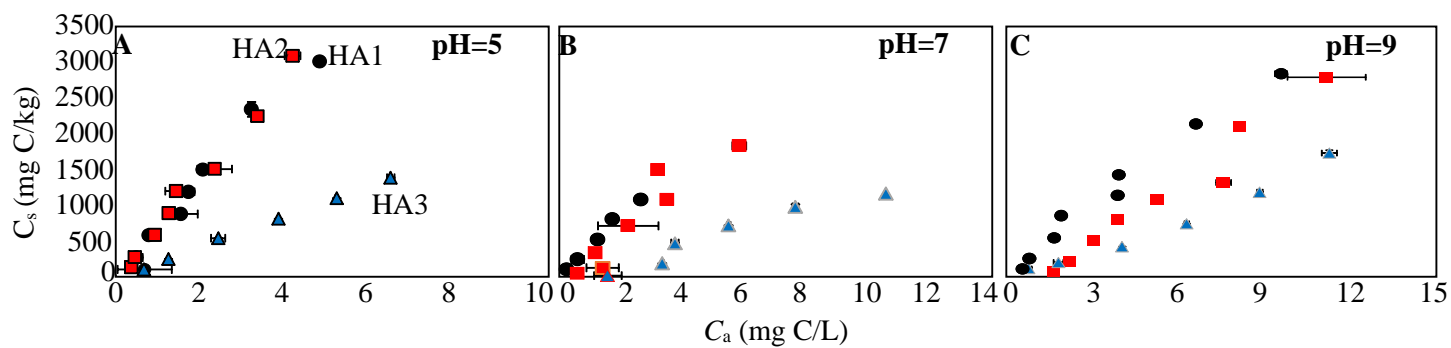 3500
3000
2500
2000
1500
1000
500
0
C_s (mg C/kg)
A
HA2
HA1
pH=5
HA3
0 2 4 6 8 10
B
pH=7
0 2 4 6 8 10 12 14
C
pH=9
0 3 6 9 12 15
C_a (mg C/L)